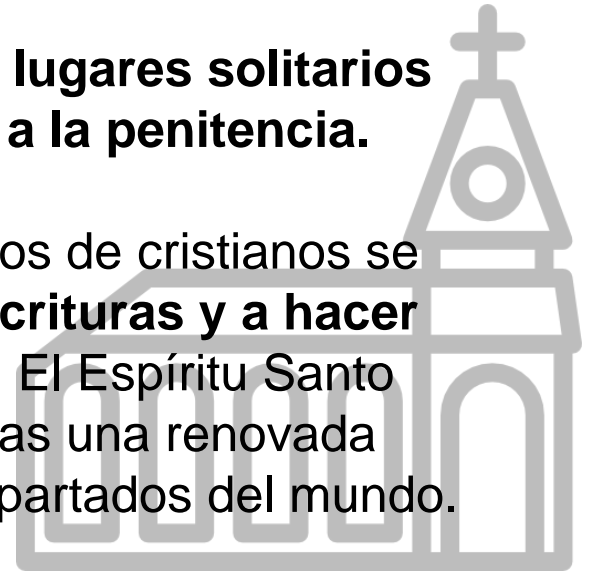 lugares solitarios
a la penitencia.
os de cristianos se
crituras y a hacer
El Espíritu Santo
as una renovada
partados del mundo.